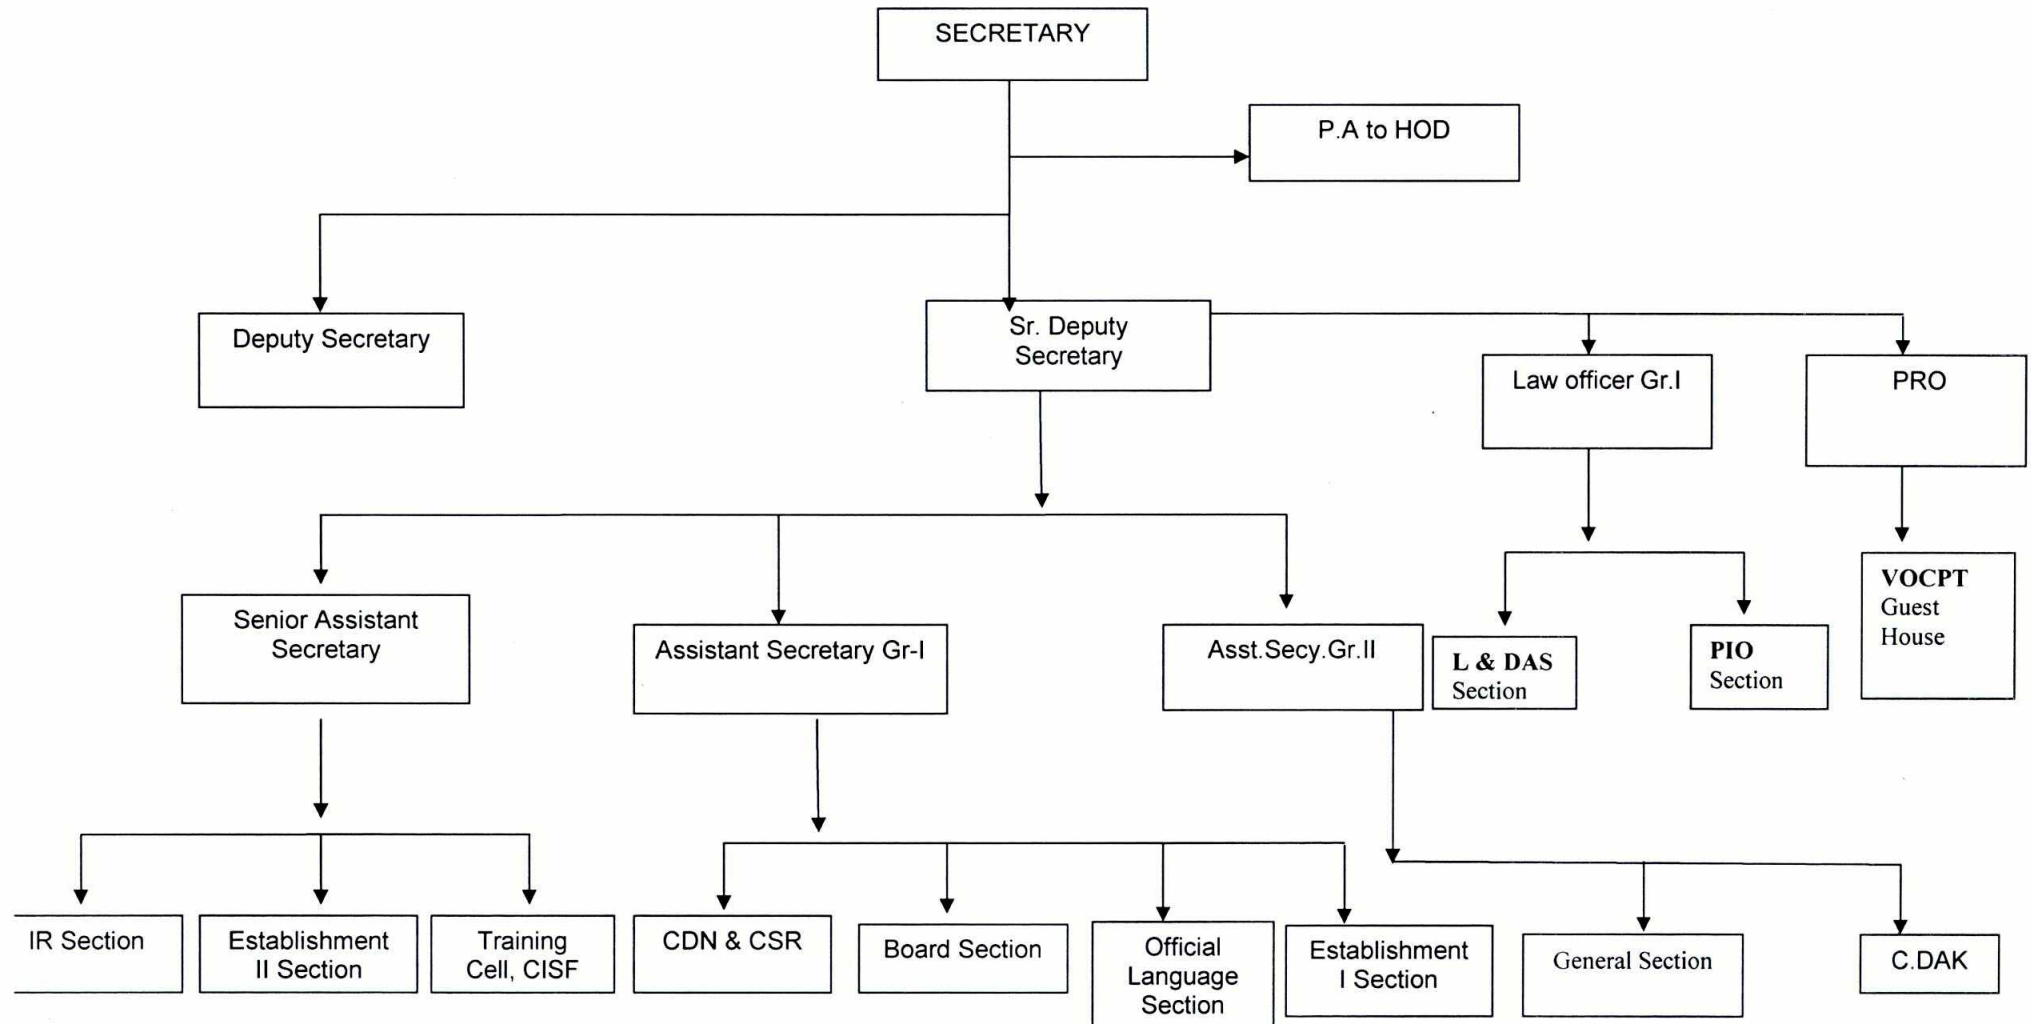 SECRETARY
P.A to HOD
Deputy Secretary
Sr. Deputy
Secretary
Law officer Gr.I
PRO
Senior Assistant
Secretary
Assistant Secretary Gr-I
Asst.Secy.Gr.II
L & DAS
Section
PIO
Section
VOCPT
Guest
House
IR Section
Establishment
II Section
Training
Cell, CISF
CDN & CSR
Board Section
Official
Language
Section
Establishment
I Section
General Section
C.DAK